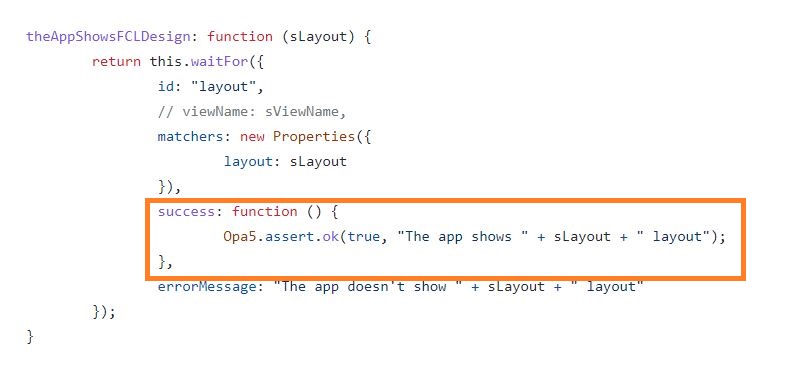 theAppShowsFCLDesign: function (sLayout) {
return this.waitFor({
id: "layout",
// viewName: sViewName,
matchers: new Properties({
layout: sLayout
}),
success: function () {
Opa5.assert.ok(true, "The app shows " + sLayout + " layout");
},
errorMessage: "The app doesn't show " + sLayout + " layout"
});
}